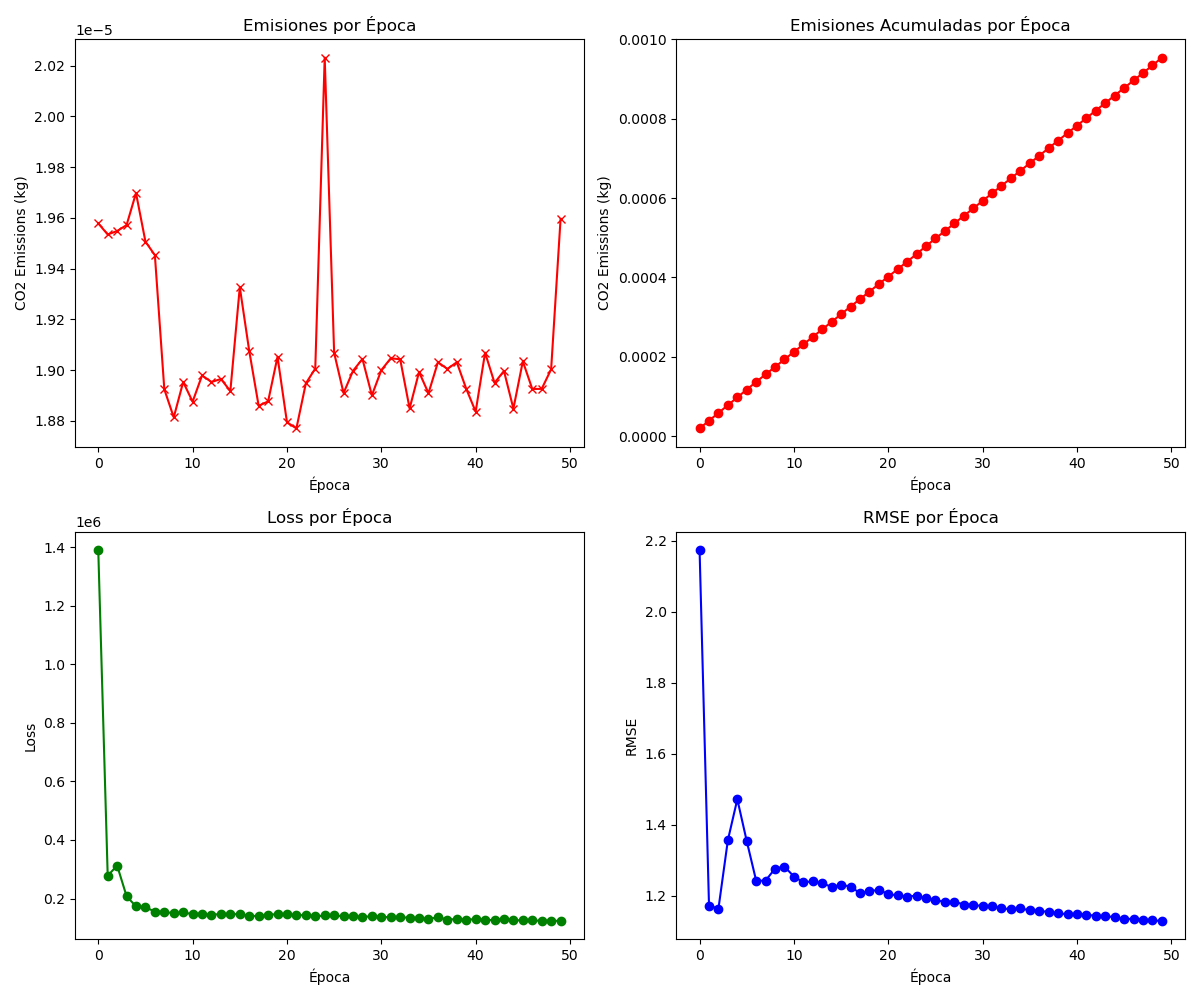 Emisiones por Época
1e−5
2.02
2.00
1.98
1.96
1.94
1.92
1.90
1.88
CO2 Emissions (kg)
0 10 20 30 40 50
Época
Emisiones Acumuladas por Época
0.0010
0.0008
0.0006
0.0004
0.0002
0.0000
CO2 Emissions (kg)
0 10 20 30 40 50
Época
Loss por Época
1e6
1.4
1.2
1.0
0.8
0.6
0.4
0.2
Loss
0 10 20 30 40 50
Época
RMSE por Época
2.2
2.0
1.8
1.6
1.4
1.2
RMSE
0 10 20 30 40 50
Época